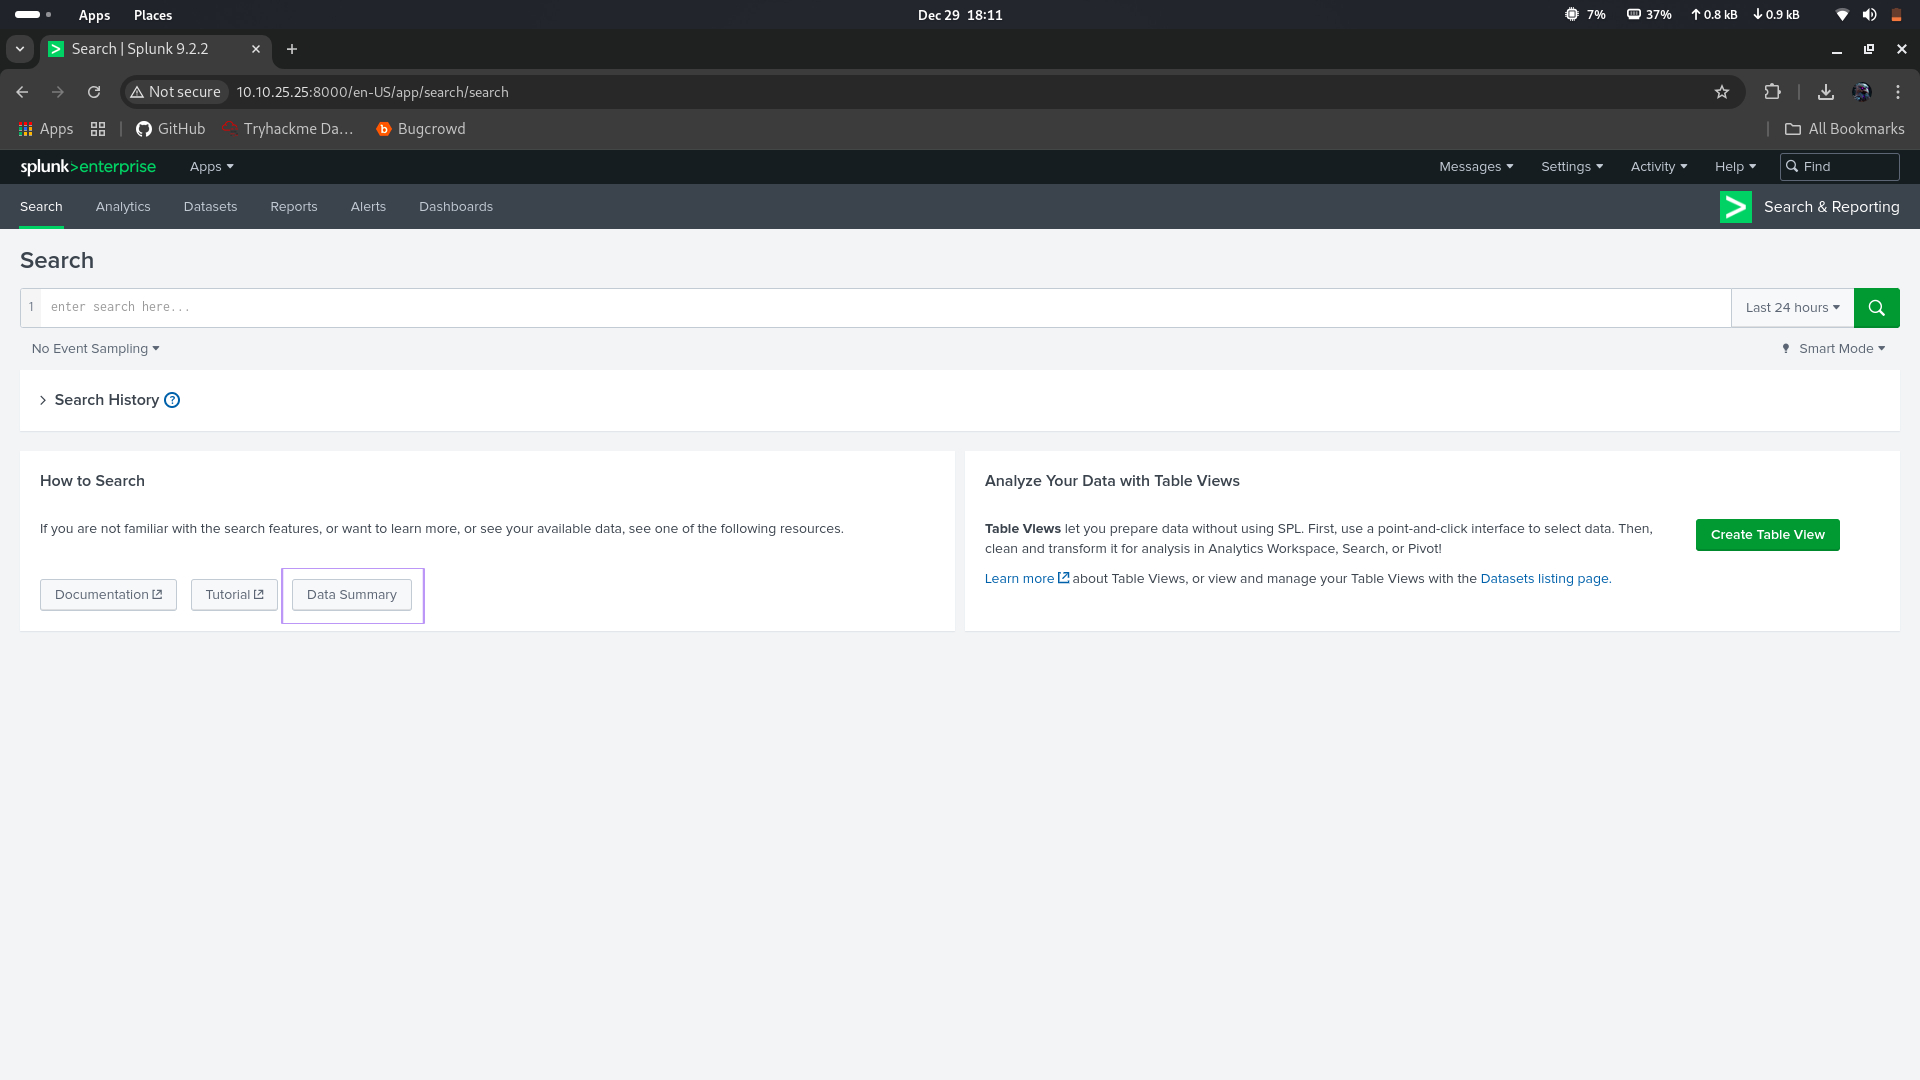 Apps Places Dec 29 18:11 7% 37% 0.8 kB 0.9 kB
Search | Splunk 9.2.2
Not secure 10.10.25.25:8000/en-US/app/search/search
Apps GitHub Tryhackme Da... Bugcrowd All Bookmarks
splunk>enterprise Apps Messages Settings Activity Help Find
Search Analytics Datasets Reports Alerts Dashboards Search & Reporting
Search
1 enter search here... Last 24 hours
No Event Sampling Smart Mode
Search History ?
How to Search
If you are not familiar with the search features, or want to learn more, or see your available data, see one of the following resources.
Documentation Tutorial Data Summary
Analyze Your Data with Table Views
Table Views let you prepare data without using SPL. First, use a point-and-click interface to select data. Then,
clean and transform it for analysis in Analytics Workspace, Search, or Pivot!
Learn more about Table Views, or view and manage your Table Views with the Datasets listing page.
Create Table View